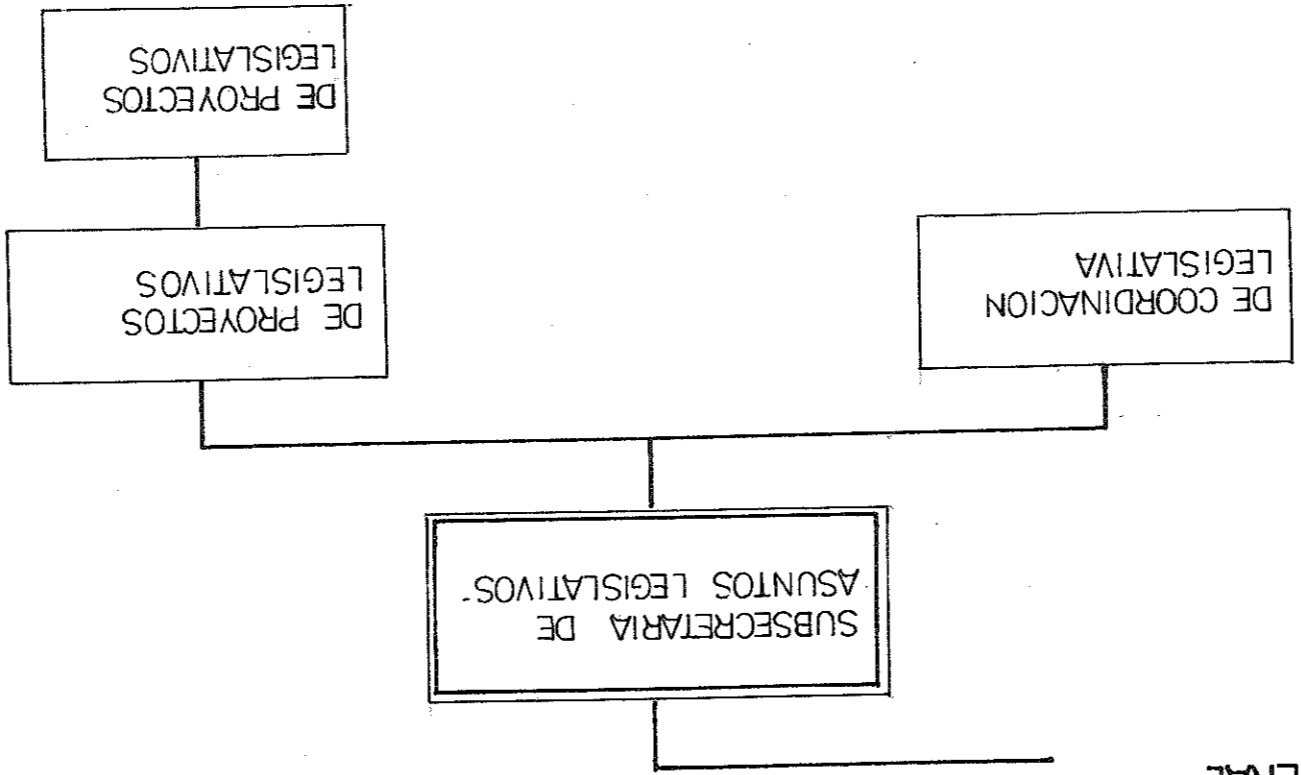 SUBSECRETARIA DE
ASUNTOS LEGISLATIVOS
DE PROYECTOS
LEGISLATIVOS
DE COORDINACION
LEGISLATIVA
DE PROYECTOS
LEGISLATIVOS